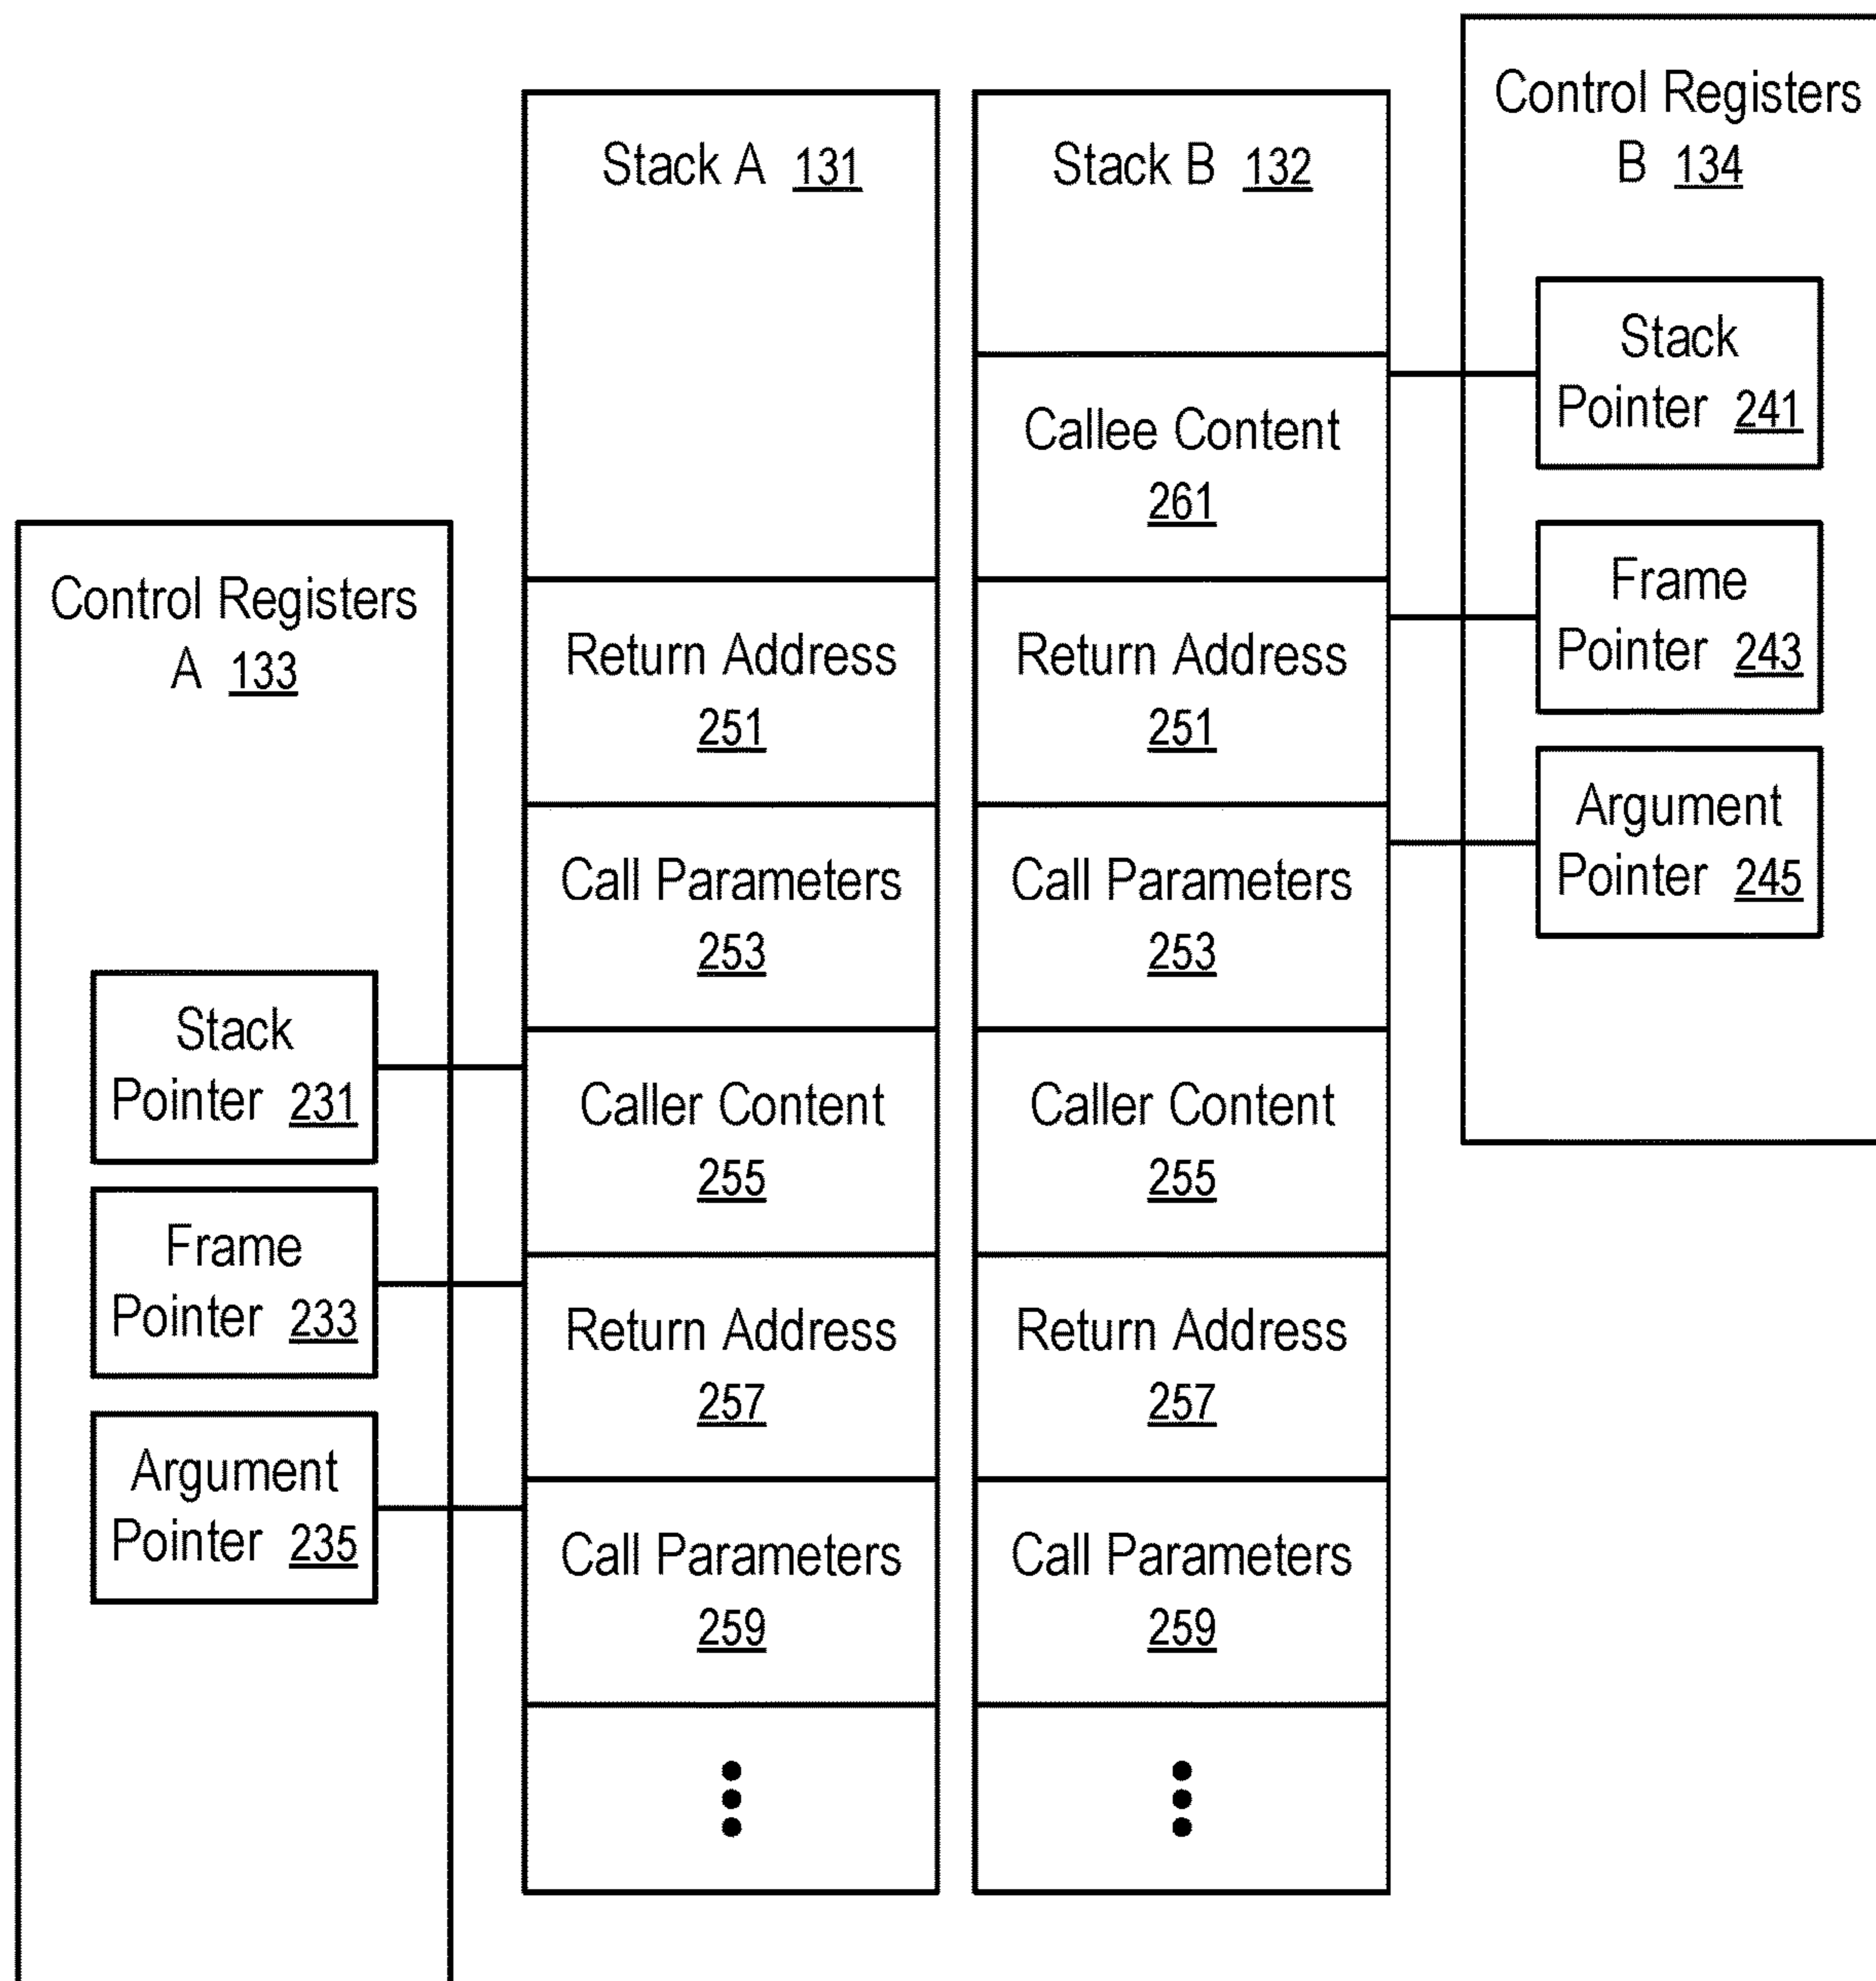 Control Registers
A 133
Stack
Pointer 231
Frame
Pointer 233
Argument
Pointer 235
Stack A 131
Return Address
251
Call Parameters
253
Caller Content
255
Return Address
257
Call Parameters
259
Stack B 132
Callee Content
261
Return Address
251
Call Parameters
253
Caller Content
255
Return Address
257
Call Parameters
259
Control Registers
B 134
Stack
Pointer 241
Frame
Pointer 243
Argument
Pointer 245